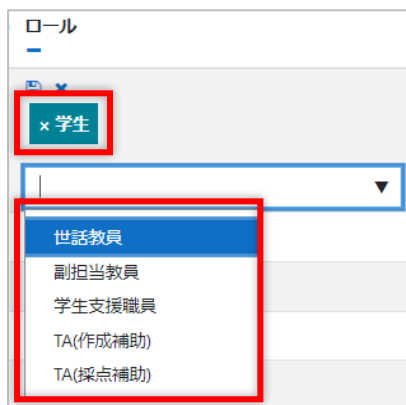 ロール
× 学生
世話教員
副担当教員
学生支援職員
TA(作成補助)
TA(採点補助)